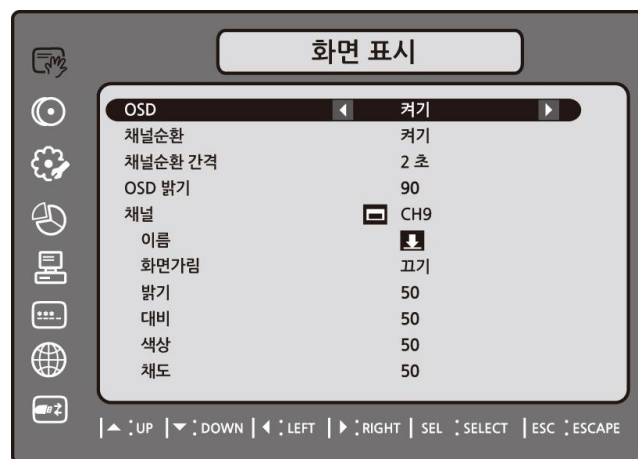 화면 표시
OSD 켜기
채널순환 켜기
채널순환 간격 2 초
OSD 밝기 90
채널 CH9
이름
화면가림 끄기
밝기 50
대비 50
색상 50
채도 50
▲ : UP ▼ : DOWN ◀ : LEFT ▶ : RIGHT SEL : SELECT ESC : ESCAPE